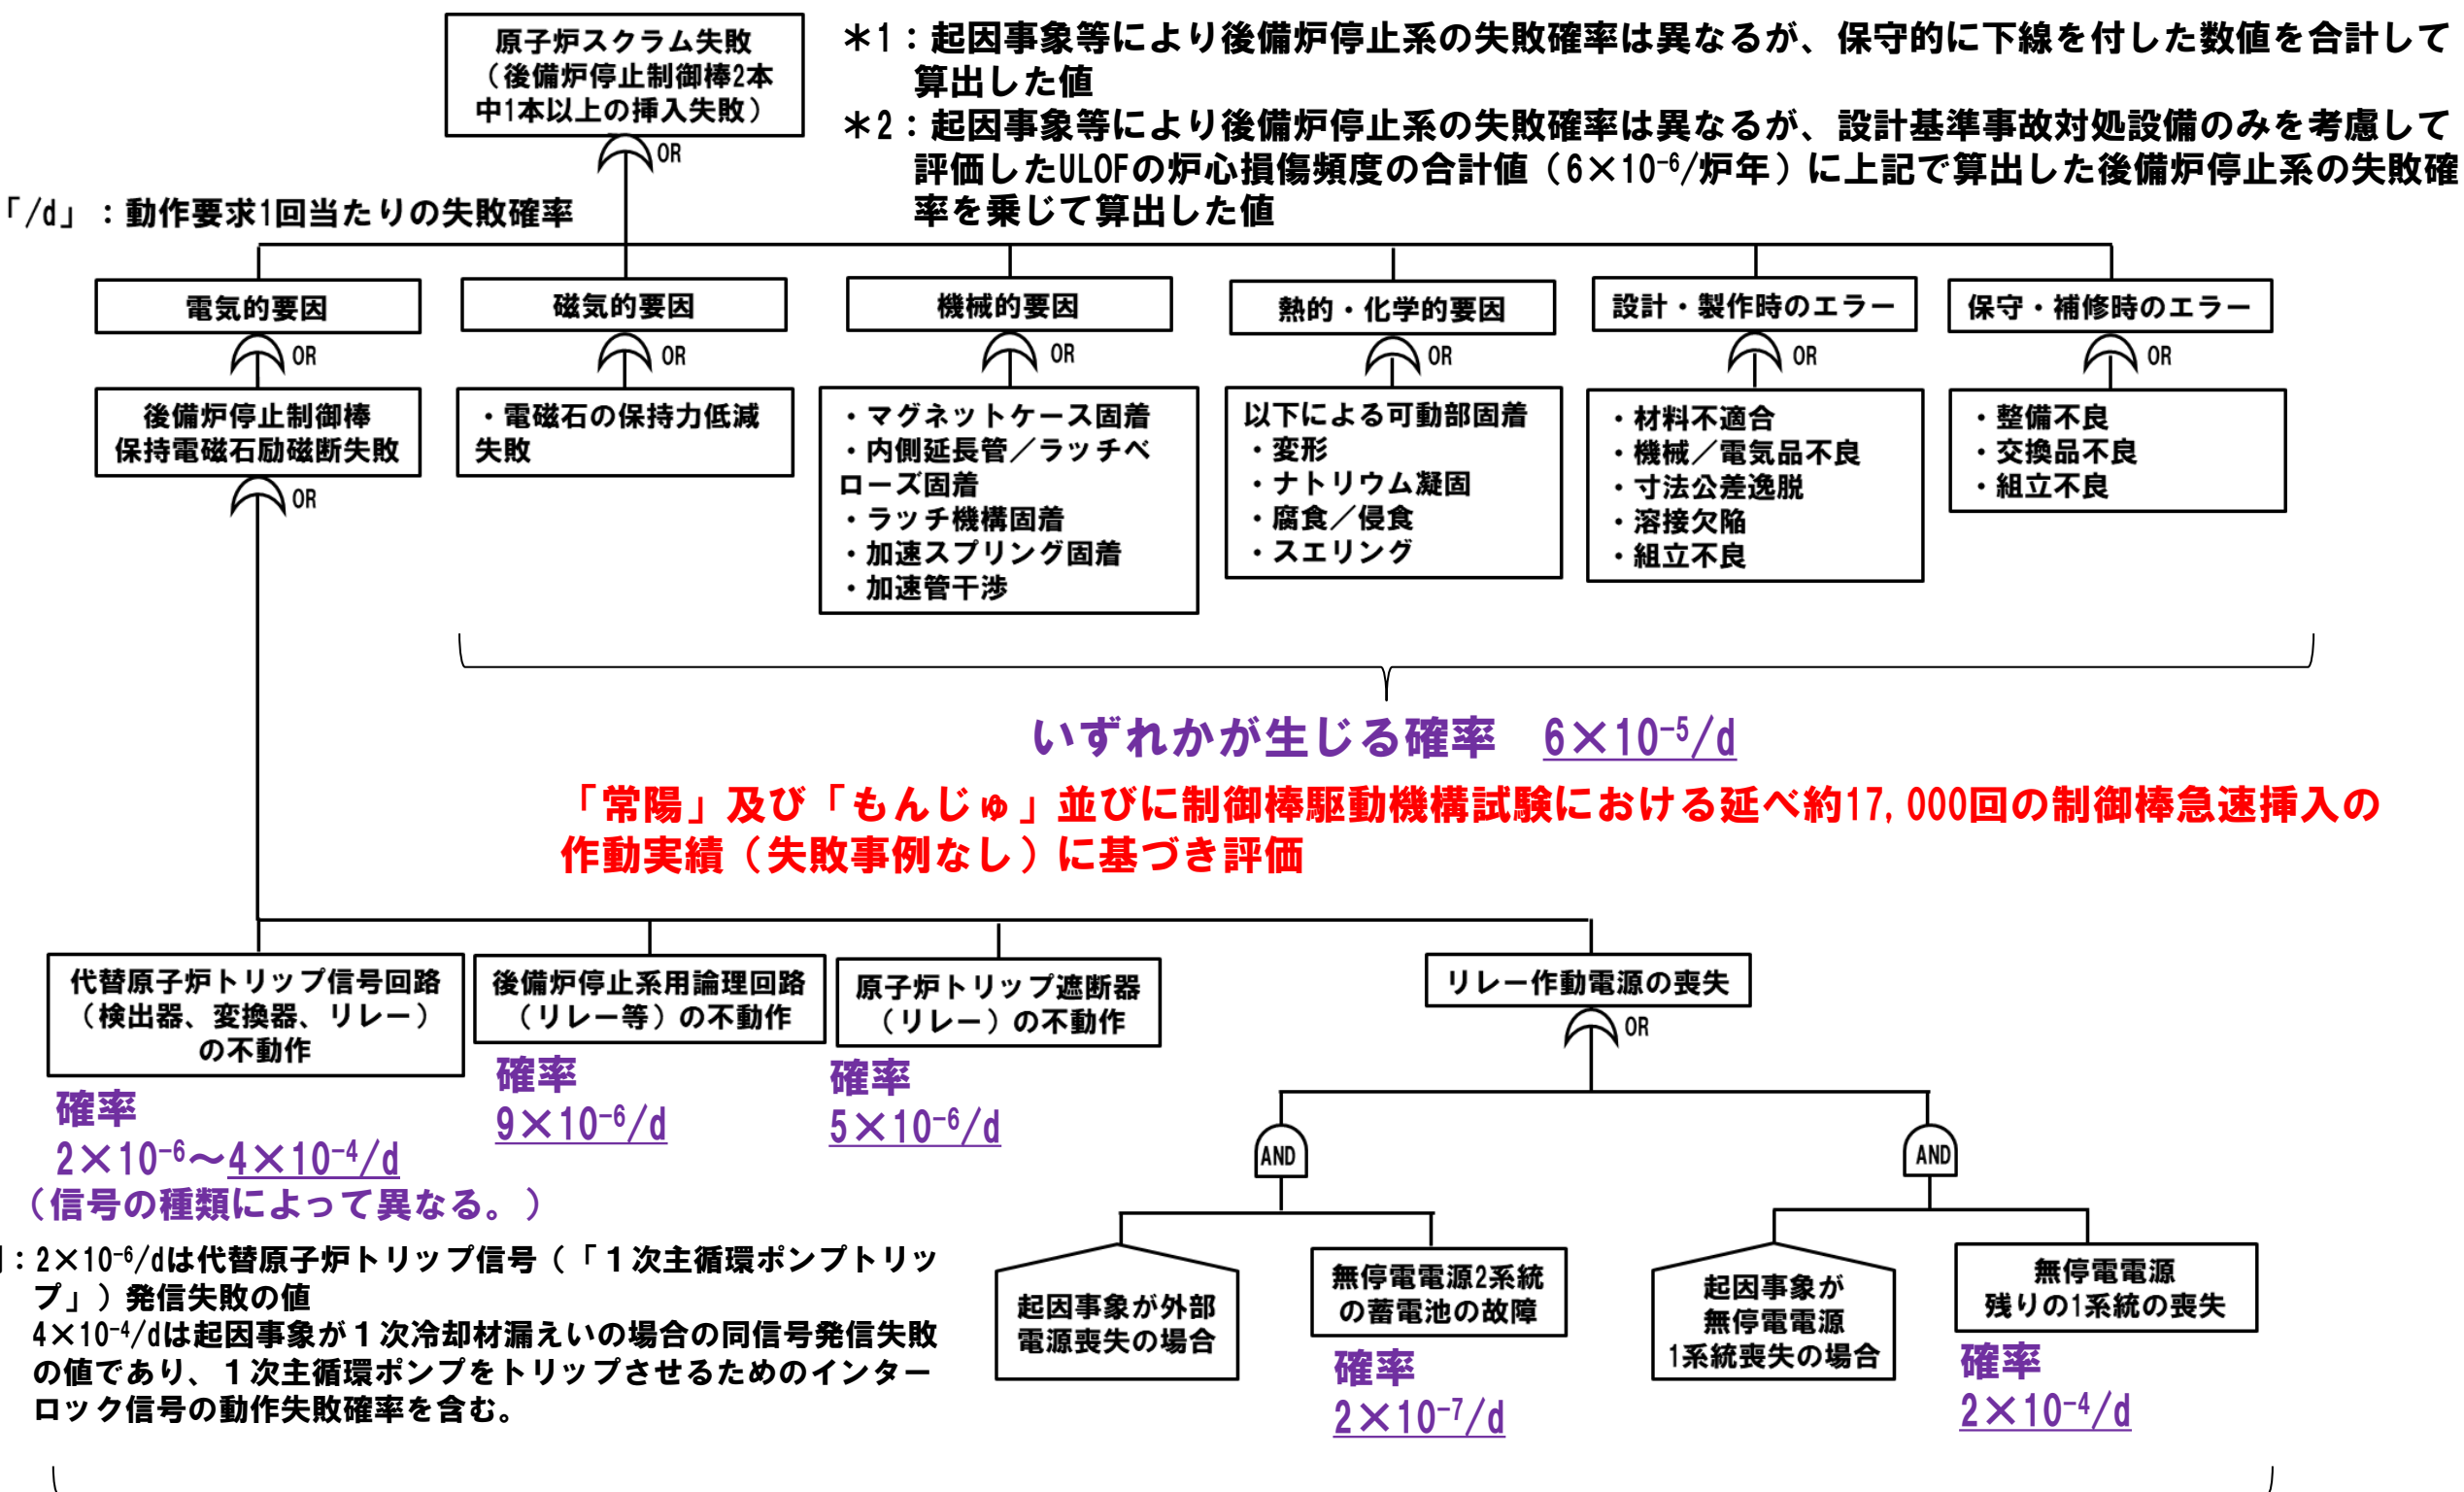 原子炉スクラム失敗
（後備炉停止制御棒2本
中1本以上の挿入失敗）
OR
＊1：起因事象等により後備炉停止系の失敗確率は異なるが、保守的に下線を付した数値を合計して
算出した値
＊2：起因事象等により後備炉停止系の失敗確率は異なるが、設計基準事故対処設備のみを考慮して
評価したULOFの炉心損傷頻度の合計値（6×10⁻⁶/炉年）に上記で算出した後備炉停止系の失敗確
率を乗じて算出した値
「/d」：動作要求1回当たりの失敗確率
電気的要因
OR
後備炉停止制御棒
保持電磁石励磁断失敗
OR
磁気的要因
OR
・電磁石の保持力低減
失敗
機械的要因
OR
・マグネットケース固着
・内側延長管／ラッチベ
ローズ固着
・ラッチ機構固着
・加速スプリング固着
・加速管干渉
熱的・化学的要因
OR
以下による可動部固着
・変形
・ナトリウム凝固
・腐食／侵食
・スエリング
設計・製作時のエラー
OR
・材料不適合
・機械／電気品不良
・寸法公差逸脱
・溶接欠陥
・組立不良
保守・補修時のエラー
OR
・整備不良
・交換品不良
・組立不良
いずれかが生じる確率　6×10⁻⁵/d
「常陽」及び「もんじゅ」並びに制御棒駆動機構試験における延べ約17,000回の制御棒急速挿入の
作動実績（失敗事例なし）に基づき評価
代替原子炉トリップ信号回路
（検出器、変換器、リレー）
の不動作
確率
2×10⁻⁶～4×10⁻⁴/d
（信号の種類によって異なる。）
：2×10⁻⁶/dは代替原子炉トリップ信号（「１次主循環ポンプトリッ
プ」）発信失敗の値
4×10⁻⁴/dは起因事象が１次冷却材漏えいの場合の同信号発信失敗
の値であり、１次主循環ポンプをトリップさせるためのインター
ロック信号の動作失敗確率を含む。
後備炉停止系用論理回路
（リレー等）の不動作
確率
9×10⁻⁶/d
原子炉トリップ遮断器
（リレー）の不動作
確率
5×10⁻⁶/d
リレー作動電源の喪失
OR
AND
起因事象が外部
電源喪失の場合
無停電電源2系統
の蓄電池の故障
確率
2×10⁻⁷/d
AND
起因事象が
無停電電源
1系統喪失の場合
無停電電源
残りの1系統の喪失
確率
2×10⁻⁴/d